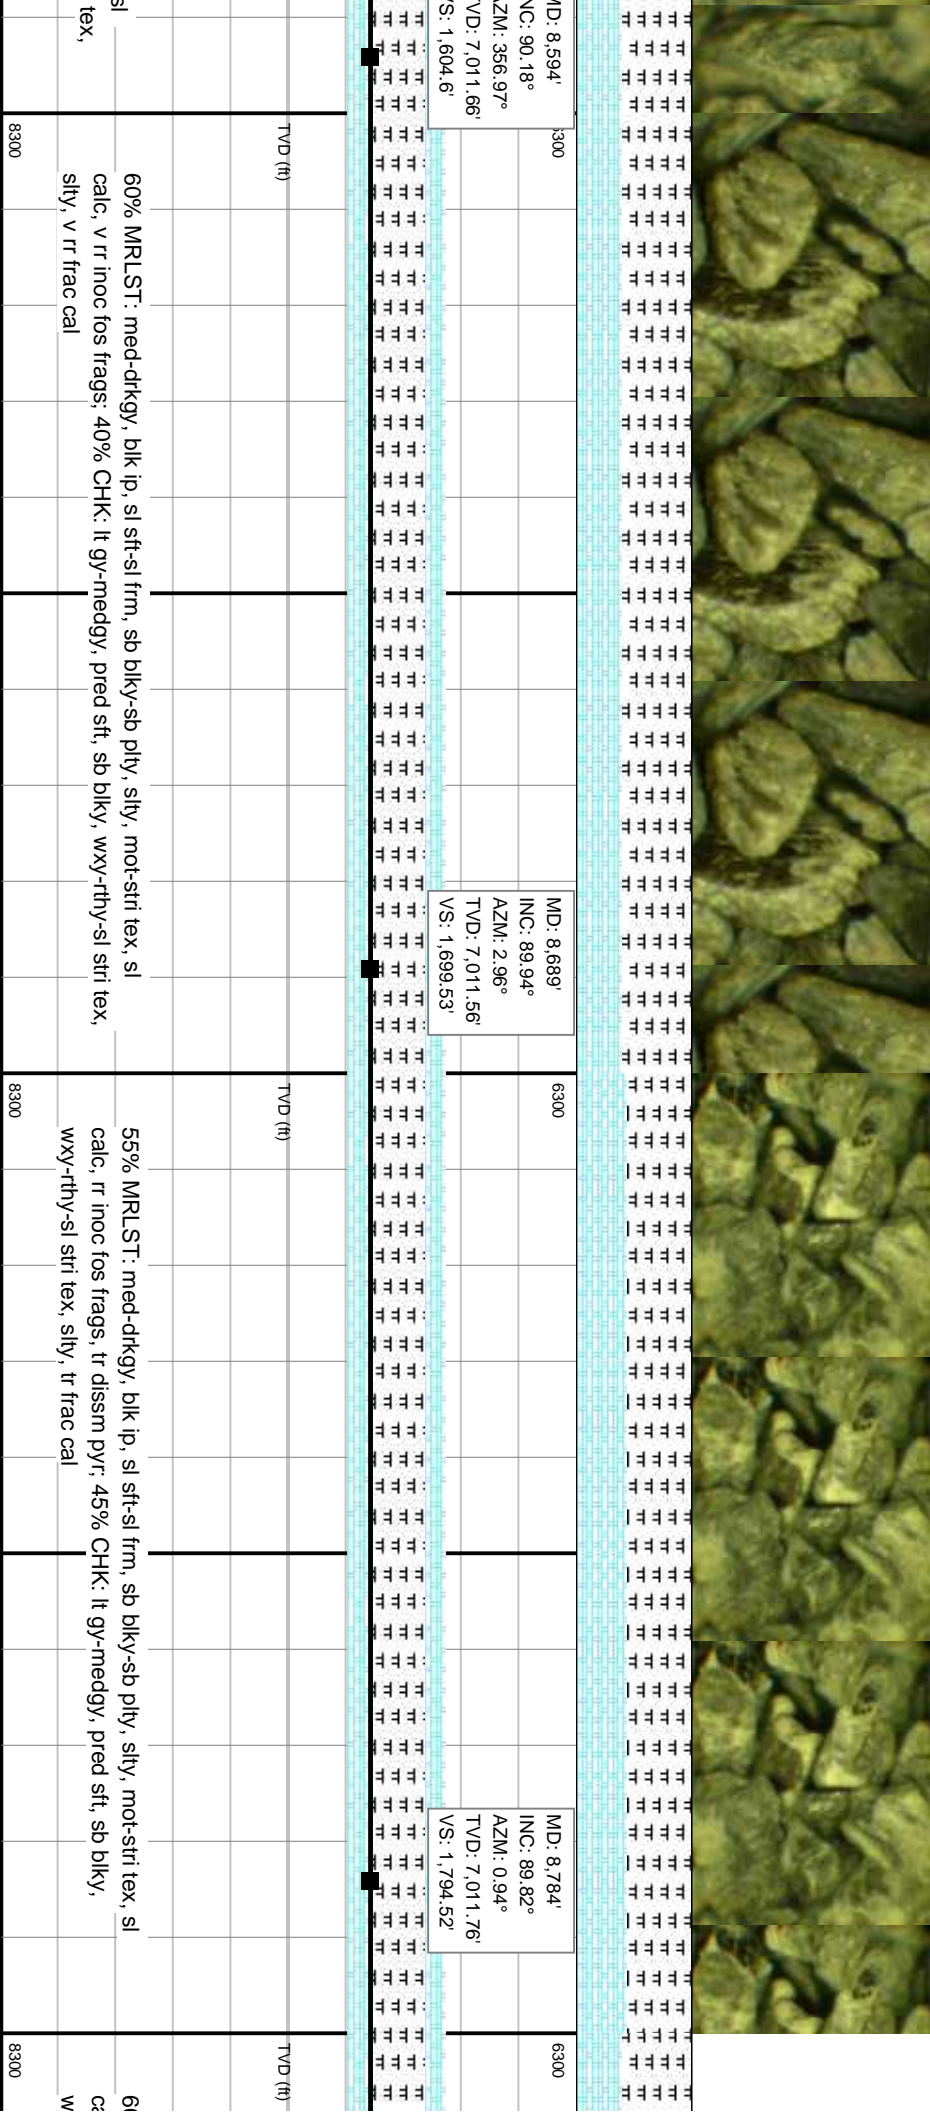 sl
tex,
MD: 8,594'
INC: 90.18°
AZM: 356.97°
TVD: 7,011.66'
VS: 1,604.6'
6300
TVD (ft)
8300
60% MRLST: med-drkgy, blk ip, sl sft-sl frm, sb blky-sb plty, slty, mot-stri tex, sl
calc, v rr inoc fos frags; 40% CHK: lt gy-medgy, pred sft, sb blky, wxy-rthy-sl stri tex,
slty, v rr frac cal
MD: 8,689'
INC: 89.94°
AZM: 2.96°
TVD: 7,011.56'
VS: 1,699.53'
6300
TVD (ft)
8300
55% MRLST: med-drkgy, blk ip, sl sft-sl frm, sb blky-sb plty, slty, mot-stri tex, sl
calc, rr inoc fos frags, tr dissm pyr; 45% CHK: lt gy-medgy, pred sft, sb blky,
wxy-rthy-sl stri tex, slty, tr frac cal
MD: 8,784'
INC: 89.82°
AZM: 0.94°
TVD: 7,011.76'
VS: 1,794.52'
6300
TVD (ft)
8300